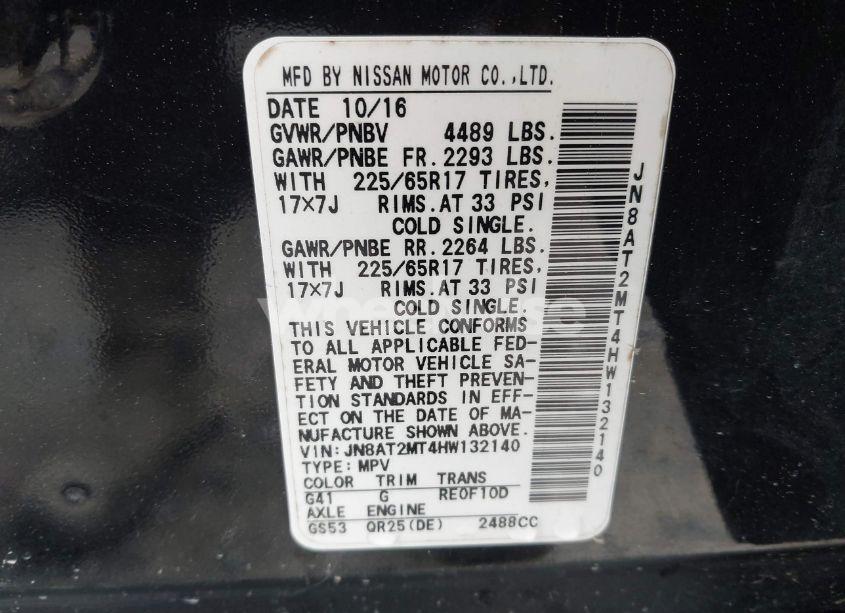 MFD BY NISSAN MOTOR CO.,LTD.
DATE 10/16
GVWR/PNBV 4489 LBS.
GAWR/PNBE FR. 2293 LBS.
WITH 225/65R17 TIRES,
17×7J RIMS. AT 33 PSI
COLD SINGLE.
GAWR/PNBE RR. 2264 LBS.
WITH 225/65R17 TIRES,
17×7J RIMS. AT 33 PSI
COLD SINGLE.
THIS VEHICLE CONFORMS
TO ALL APPLICABLE FED-
ERAL MOTOR VEHICLE SA-
FETY AND THEFT PREVEN-
TION STANDARDS IN EFF-
ECT ON THE DATE OF MA-
NUFACTURE SHOWN ABOVE.
VIN: JN8AT2MT4HW132140
TYPE: MPV
COLOR TRIM TRANS
G41 G RE0F10D
AXLE ENGINE
GS53 QR25(DE) 2488CC
JN8AT2MT4HW132140